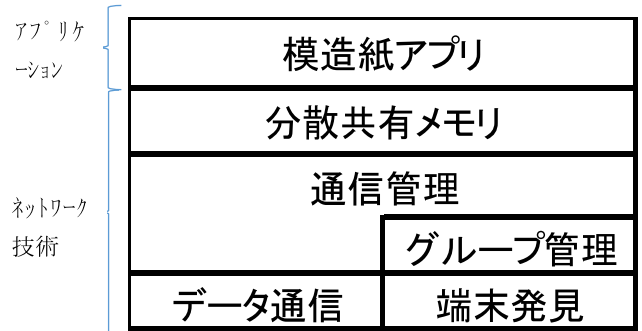 アプリケ
ーション
模造紙アプリ
分散共有メモリ
通信管理
ネットワーク
技術
グループ管理
データ通信
端末発見